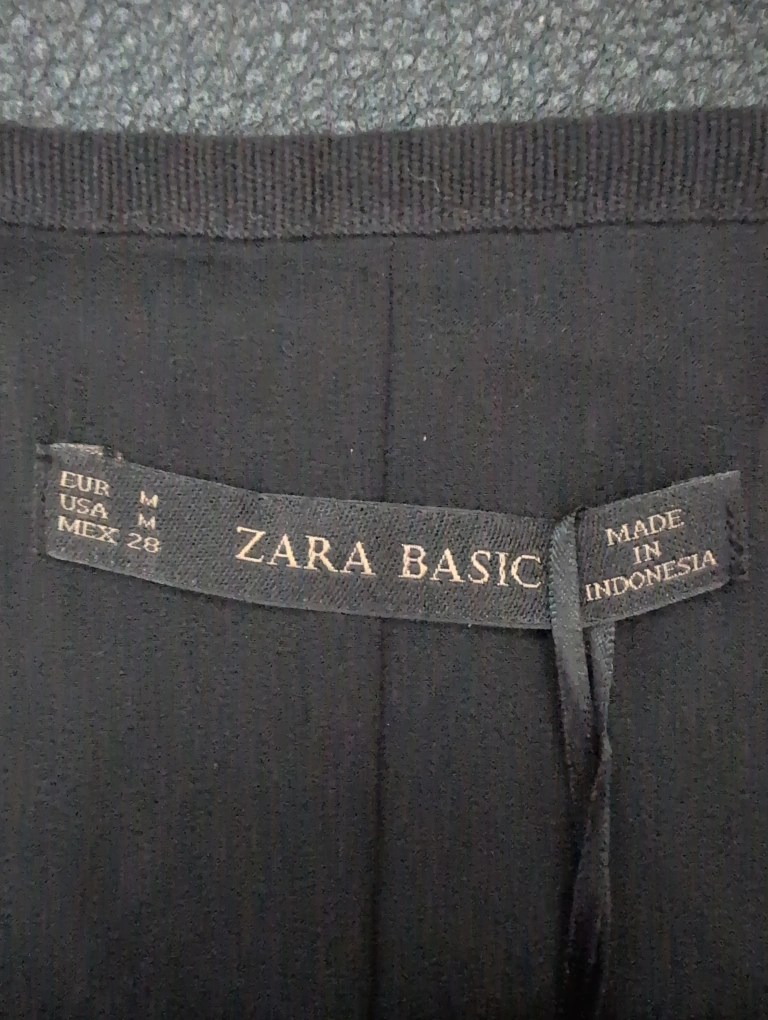 EUR M
USA M
MEX 28
ZARA BASIC
MADE
IN
INDONESIA